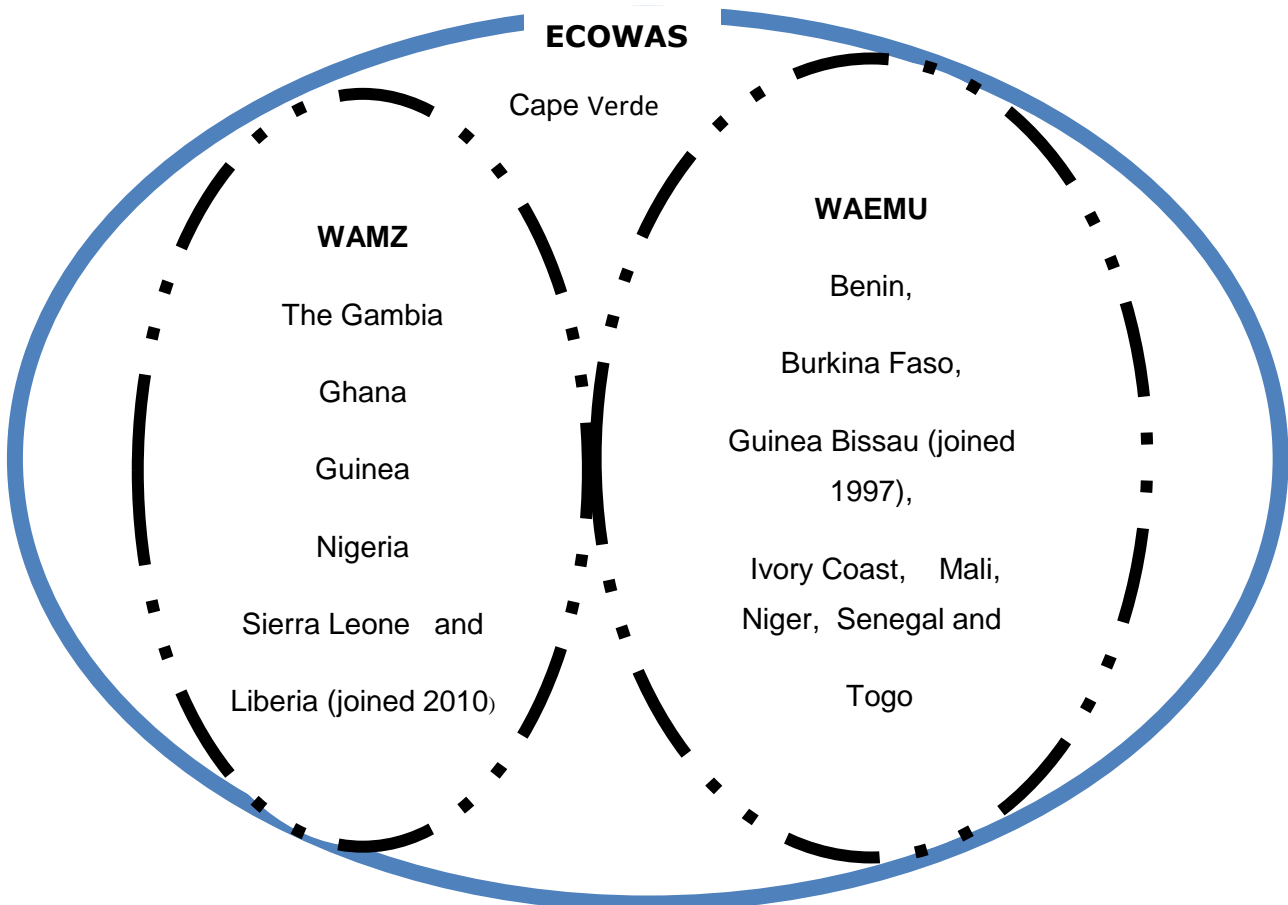 ECOWAS
Cape Verde
WAMZ
The Gambia
Ghana
Guinea
Nigeria
Sierra Leone and
Liberia (joined 2010)
WAEMU
Benin,
Burkina Faso,
Guinea Bissau (joined
1997),
Ivory Coast, Mali,
Niger, Senegal and
Togo